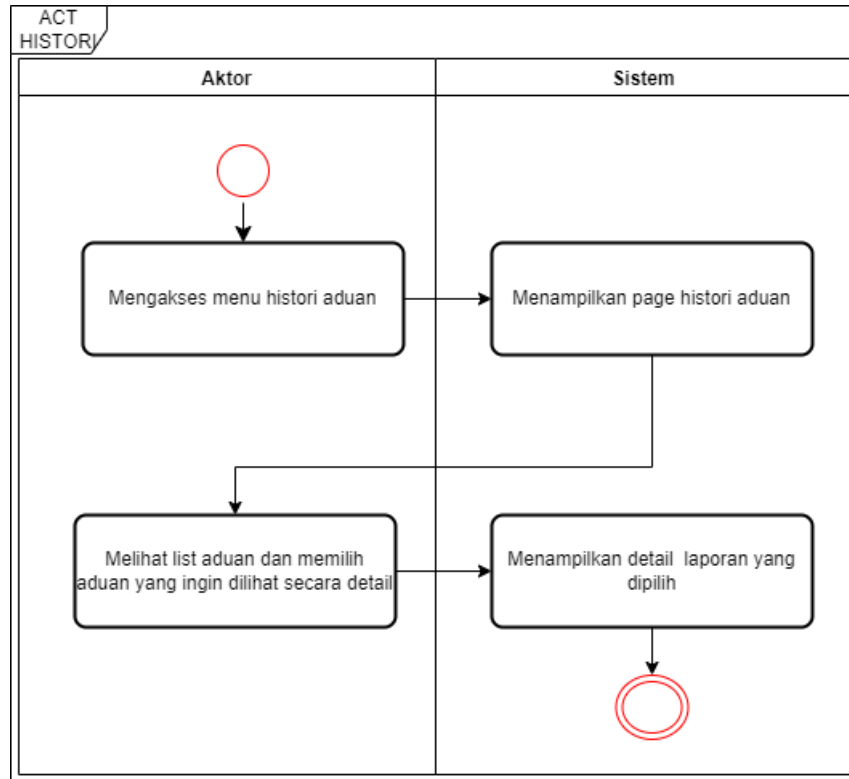 ACT
HISTORI
Aktor
Sistem
Mengakses menu histori aduan
Menampilkan page histori aduan
Melihat list aduan dan memilih
aduan yang ingin dilihat secara detail
Menampilkan detail laporan yang
dipilih